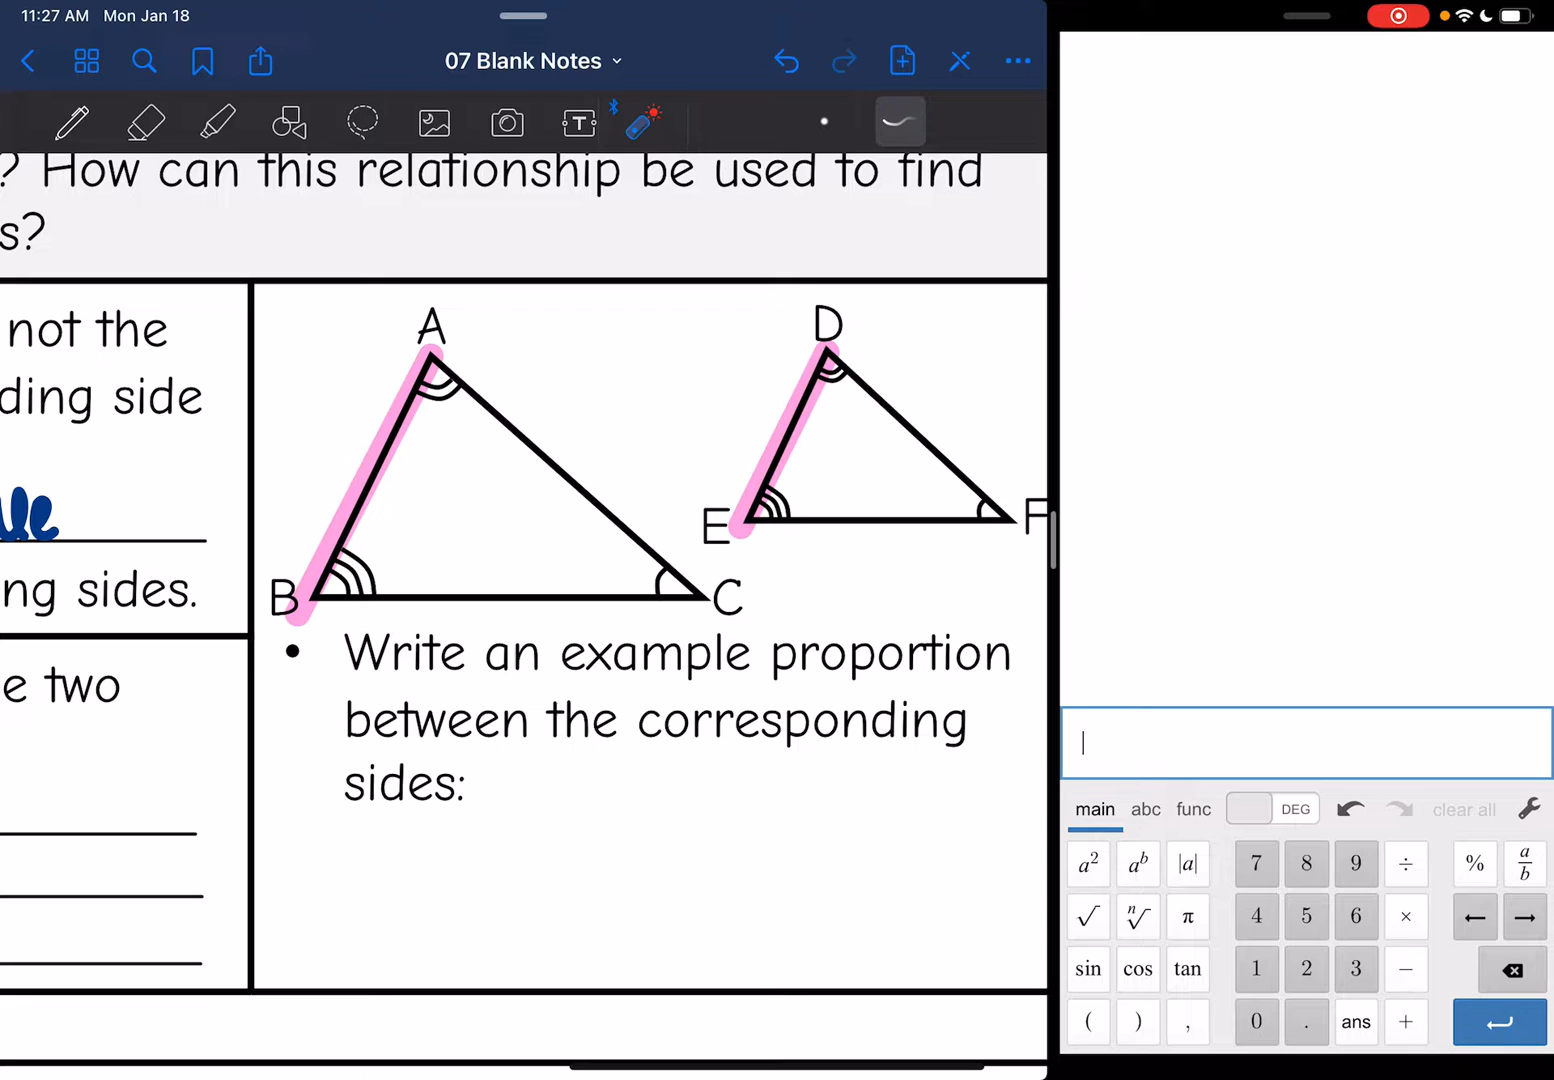 11:27 AM Mon Jan 18
07 Blank Notes
T
? How can this relationship be used to find
s?
not the
ding side
ng sides.
e two
A
D
E
F
B
C
• Write an example proportion
between the corresponding
sides:
main abc func DEG clear all
a² aᵇ |a| 7 8 9 ÷ % a/b
√ ⁿ√ π 4 5 6 × ← →
sin cos tan 1 2 3 −
( ) , 0 . ans +